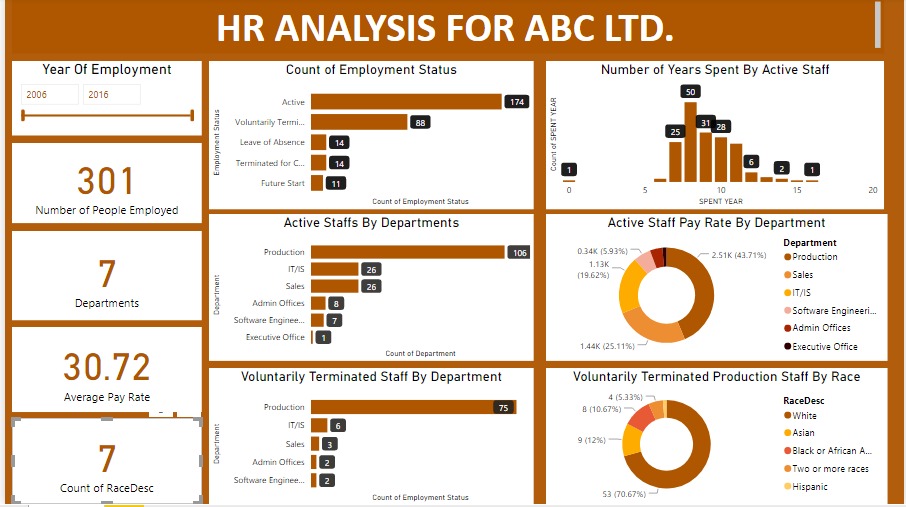 HR ANALYSIS FOR ABC LTD.
Year Of Employment
2006
2016
301
Number of People Employed
7
Departments
30.72
Average Pay Rate
7
Count of RaceDesc
Count of Employment Status
Employment Status
Active
174
Voluntarily Termi...
88
Leave of Absence
14
Terminated for C...
14
Future Start
11
Count of Employment Status
Number of Years Spent By Active Staff
Count of SPENT YEAR
1
25
50
31
28
6
2
1
0
5
10
15
20
SPENT YEAR
Active Staffs By Departments
Department
Production
106
IT/IS
26
Sales
26
Admin Offices
8
Software Enginee...
7
Executive Office
1
Count of Department
Active Staff Pay Rate By Department
0.34K (5.93%)
1.13K
(19.62%)
2.51K (43.71%)
1.44K (25.11%)
Department
Production
Sales
IT/IS
Software Engineeri...
Admin Offices
Executive Office
Voluntarily Terminated Staff By Department
Department
Production
75
IT/IS
6
Sales
3
Admin Offices
2
Software Enginee...
2
Count of Employment Status
Voluntarily Terminated Production Staff By Race
4 (5.33%)
8 (10.67%)
9 (12%)
53 (70.67%)
RaceDesc
White
Asian
Black or African A...
Two or more races
Hispanic